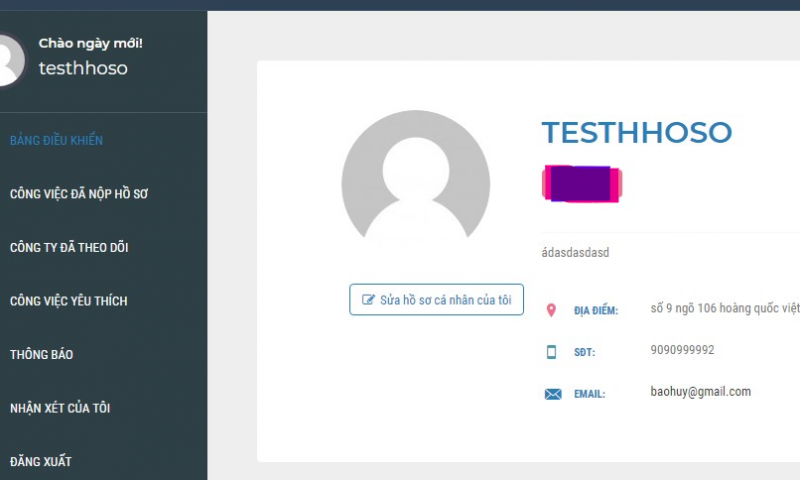 Chào ngày mới!
testhhoso
BẢNG ĐIỀU KHIỂN
CÔNG VIỆC ĐÃ NỘP HỒ SƠ
CÔNG TY ĐÃ THEO DÕI
CÔNG VIỆC YÊU THÍCH
THÔNG BÁO
NHẬN XÉT CỦA TÔI
ĐĂNG XUẤT
Sửa hồ sơ cá nhân của tôi
TESTHHOSO
ádasdasdasd
ĐỊA ĐIỂM: số 9 ngõ 106 hoàng quốc việt
SĐT: 9090999992
EMAIL: baohuy@gmail.com